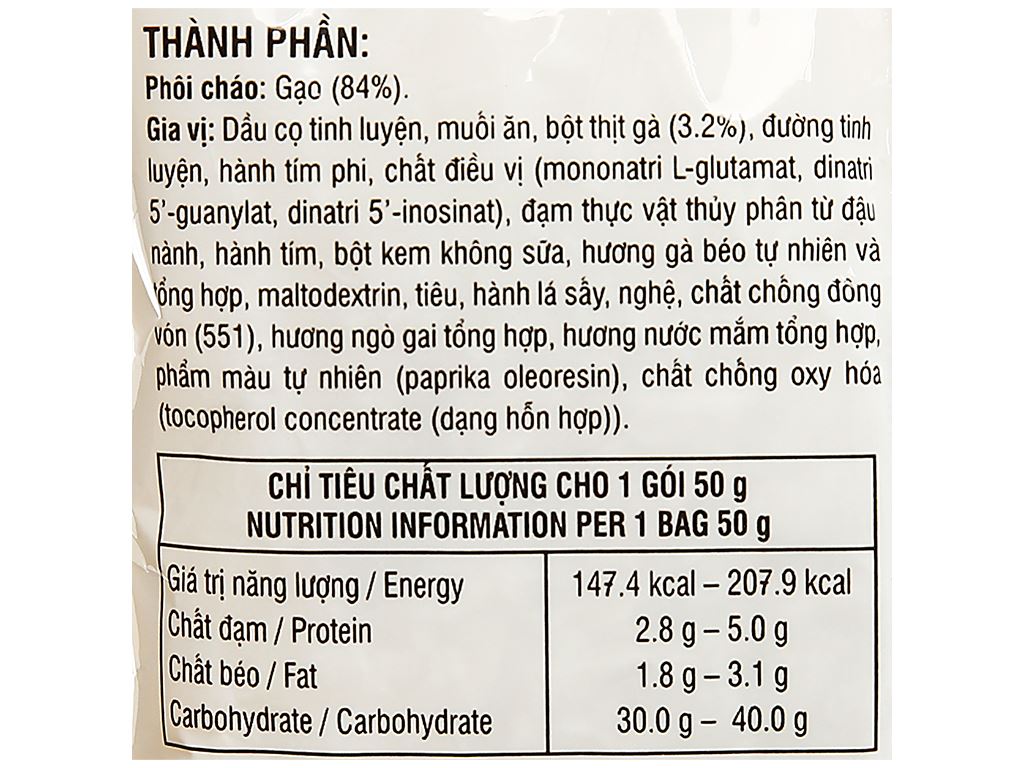 THÀNH PHẦN:
Phôi cháo: Gạo (84%).
Gia vị: Dầu cọ tinh luyện, muối ăn, bột thịt gà (3.2%), đường tinh
luyện, hành tím phi, chất điều vị (mononatri L-glutamat, dinatri
5'-guanylat, dinatri 5'-inosinat), đạm thực vật thủy phân từ đậu
nành, hành tím, bột kem không sữa, hương gà béo tự nhiên và
tổng hợp, maltodextrin, tiêu, hành lá sấy, nghệ, chất chống đông
vón (551), hương ngò gai tổng hợp, hương nước mắm tổng hợp,
phẩm màu tự nhiên (paprika oleoresin), chất chống oxy hóa
(tocopherol concentrate (dạng hỗn hợp)).
CHỈ TIÊU CHẤT LƯỢNG CHO 1 GÓI 50 g
NUTRITION INFORMATION PER 1 BAG 50 g
Giá trị năng lượng / Energy 147.4 kcal – 207.9 kcal
Chất đạm / Protein 2.8 g – 5.0 g
Chất béo / Fat 1.8 g – 3.1 g
Carbohydrate / Carbohydrate 30.0 g – 40.0 g